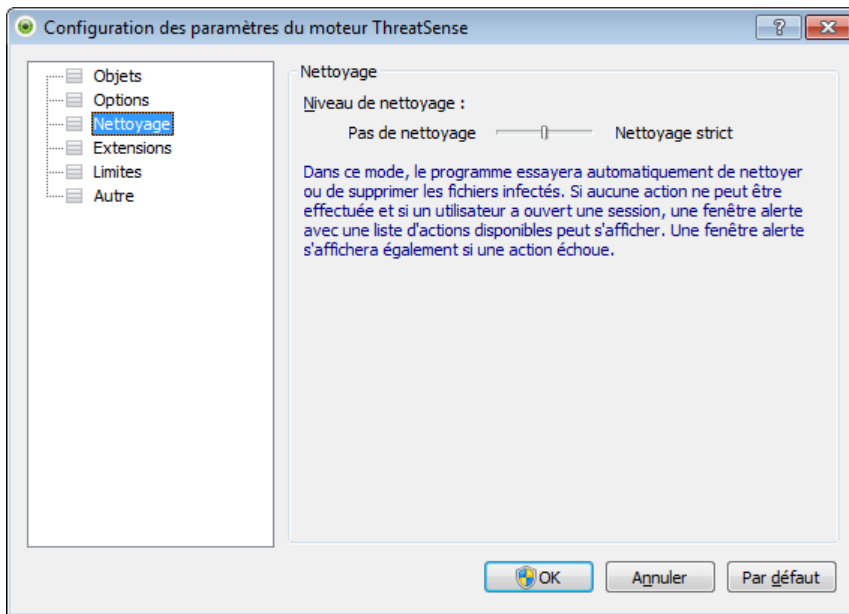 Configuration des paramètres du moteur ThreatSense
Objets
Options
Nettoyage
Extensions
Limites
Autre
Nettoyage
Niveau de nettoyage :
Pas de nettoyage Nettoyage strict
Dans ce mode, le programme essayera automatiquement de nettoyer
ou de supprimer les fichiers infectés. Si aucune action ne peut être
effectuée et si un utilisateur a ouvert une session, une fenêtre alerte
avec une liste d'actions disponibles peut s'afficher. Une fenêtre alerte
s'affichera également si une action échoue.
OK Annuler Par défaut